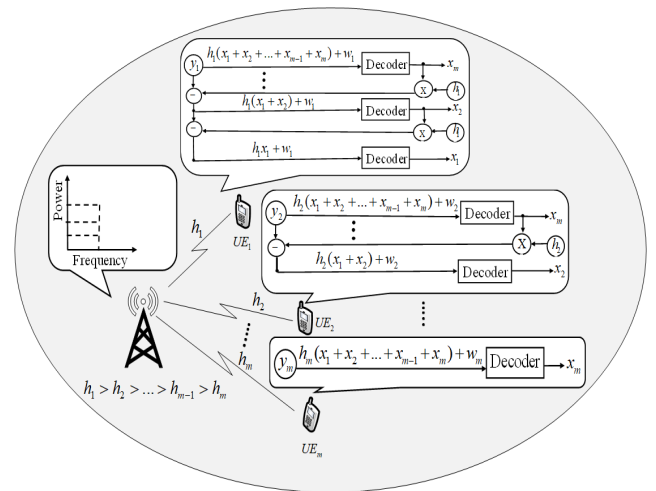 h₁(x₁ + x₂ + ... + xₘ₋₁ + xₘ) + w₁
y₁
Decoder
xₘ
x
h₁
−
h₁(x₁ + x₂) + w₁
Decoder
x₂
x
h₁
−
h₁x₁ + w₁
Decoder
x₁
Power
Frequency
h₁
UE₁
h₂(x₁ + x₂ + ... + xₘ₋₁ + xₘ) + w₂
y₂
Decoder
xₘ
X
h₂
−
h₂(x₁ + x₂) + w₂
Decoder
x₂
h₂
UE₂
hₘ
hₘ(x₁ + x₂ + ... + xₘ₋₁ + xₘ) + wₘ
yₘ
Decoder
xₘ
h₁ > h₂ > ... > hₘ₋₁ > hₘ
UEₘ